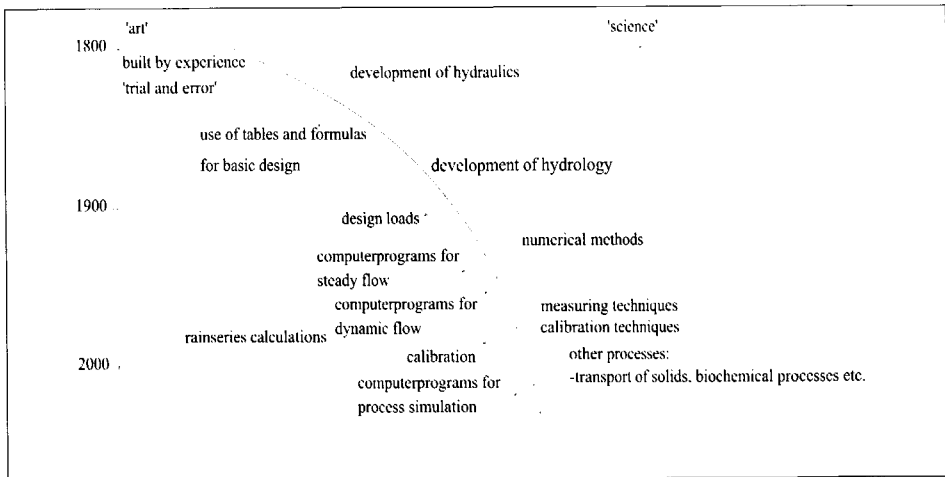 'art' 'science'
1800
built by experience
development of hydraulics
'trial and error'
use of tables and formulas
for basic design
development of hydrology
1900
design loads
numerical methods
computerprograms for
steady flow
computerprograms for
measuring techniques
dynamic flow
calibration techniques
rainseries calculations
calibration
other processes:
2000
-transport of solids, biochemical processes etc.
computerprograms for
process simulation